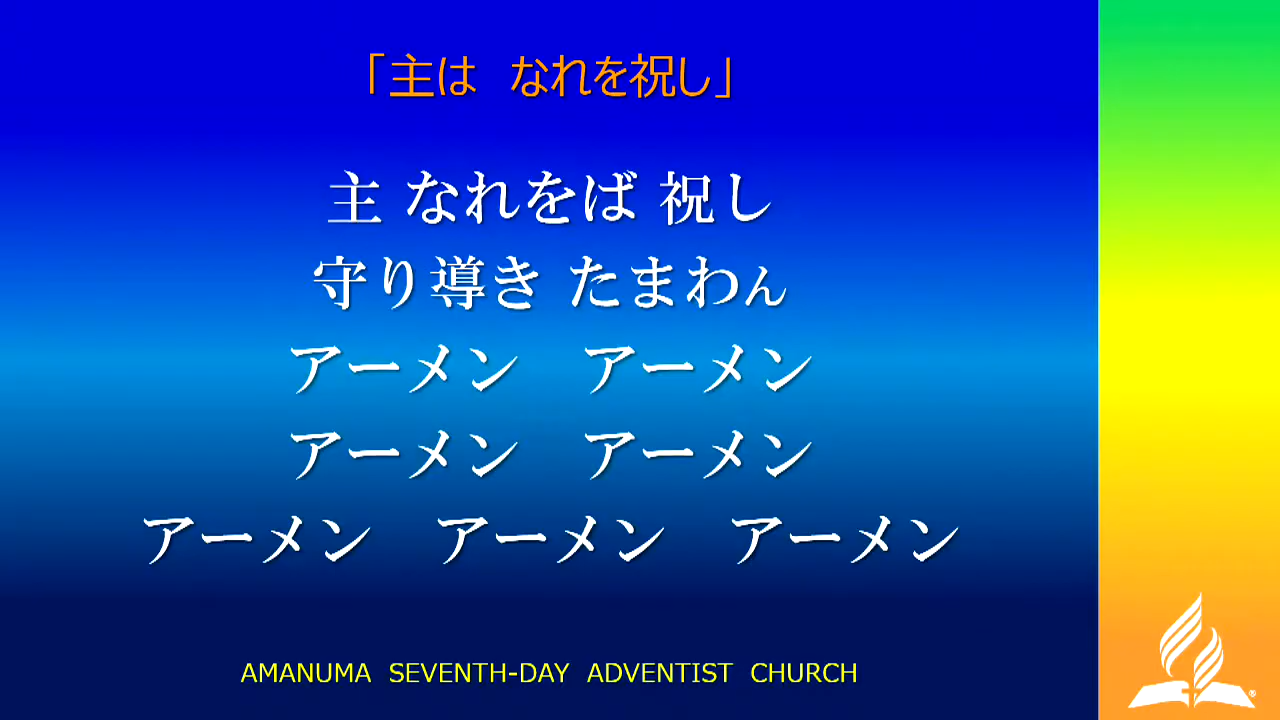 「主は　なれを祝し」
主 なれをば 祝し
守り導き たまわん
アーメン　アーメン
アーメン　アーメン
アーメン　アーメン　アーメン
AMANUMA SEVENTH-DAY ADVENTIST CHURCH
®